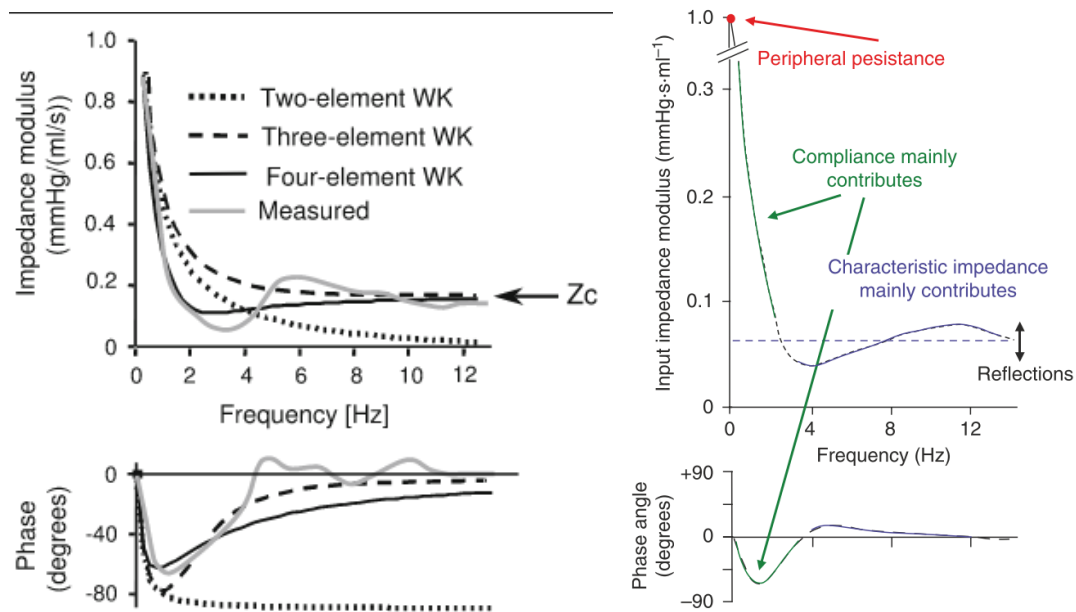 1.0
0.8
0.6
0.4
0.2
0
Impedance modulus
(mmHg/(ml/s))
Two-element WK
Three-element WK
Four-element WK
Measured
Zc
0 2 4 6 8 10 12
Frequency [Hz]
0
-40
-80
Phase
(degrees)
1.0
0.3
0.2
0.1
0
Input impedance modulus (mmHg·s·ml⁻¹)
Peripheral pesistance
Compliance mainly
contributes
Characteristic impedance
mainly contributes
Reflections
0 4 8 12
Frequency (Hz)
+90
0
–90
Phase angle
(degrees)